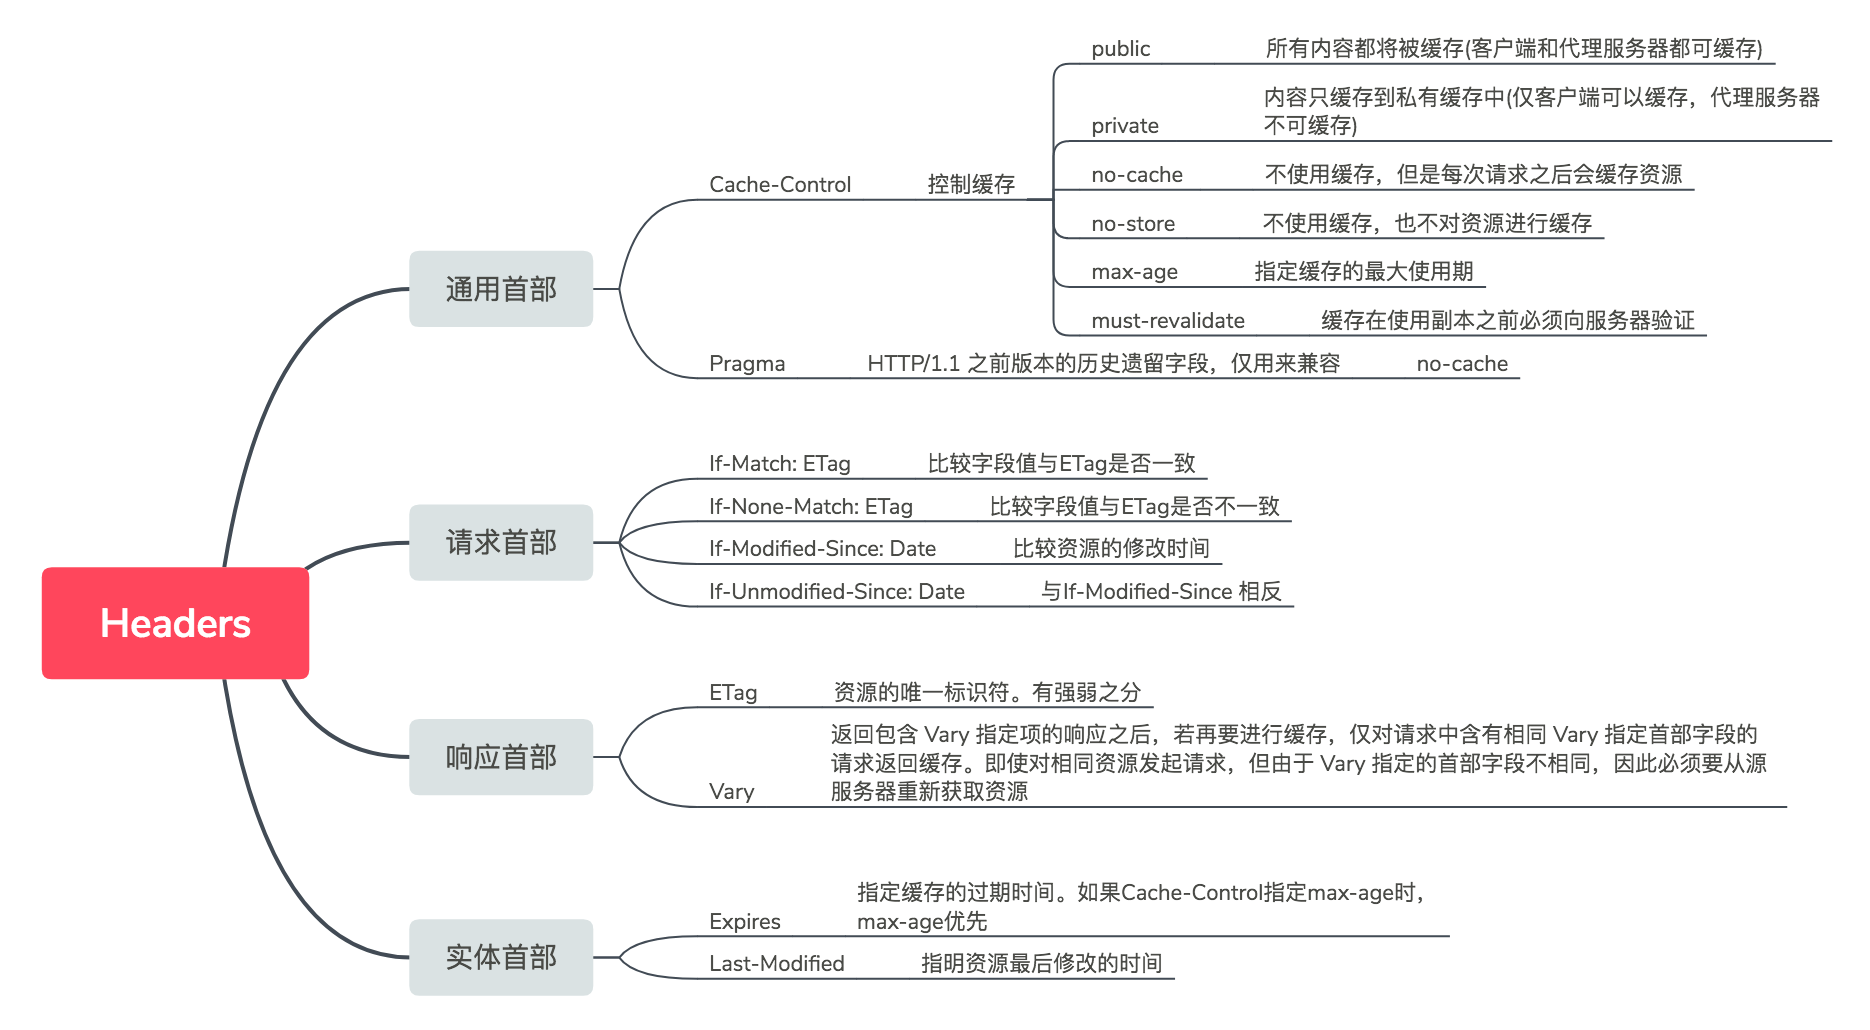 Headers
通用首部
Cache-Control
控制缓存
public
所有内容都将被缓存(客户端和代理服务器都可缓存)
private
内容只缓存到私有缓存中(仅客户端可以缓存，代理服务器
不可缓存)
no-cache
不使用缓存，但是每次请求之后会缓存资源
no-store
不使用缓存，也不对资源进行缓存
max-age
指定缓存的最大使用期
must-revalidate
缓存在使用副本之前必须向服务器验证
Pragma
HTTP/1.1 之前版本的历史遗留字段，仅用来兼容
no-cache
请求首部
If-Match: ETag
比较字段值与ETag是否一致
If-None-Match: ETag
比较字段值与ETag是否不一致
If-Modified-Since: Date
比较资源的修改时间
If-Unmodified-Since: Date
与If-Modified-Since 相反
响应首部
ETag
资源的唯一标识符。有强弱之分
Vary
返回包含 Vary 指定项的响应之后，若再要进行缓存，仅对请求中含有相同 Vary 指定首部字段的
请求返回缓存。即使对相同资源发起请求，但由于 Vary 指定的首部字段不相同，因此必须要从源
服务器重新获取资源
实体首部
Expires
指定缓存的过期时间。如果Cache-Control指定max-age时，
max-age优先
Last-Modified
指明资源最后修改的时间